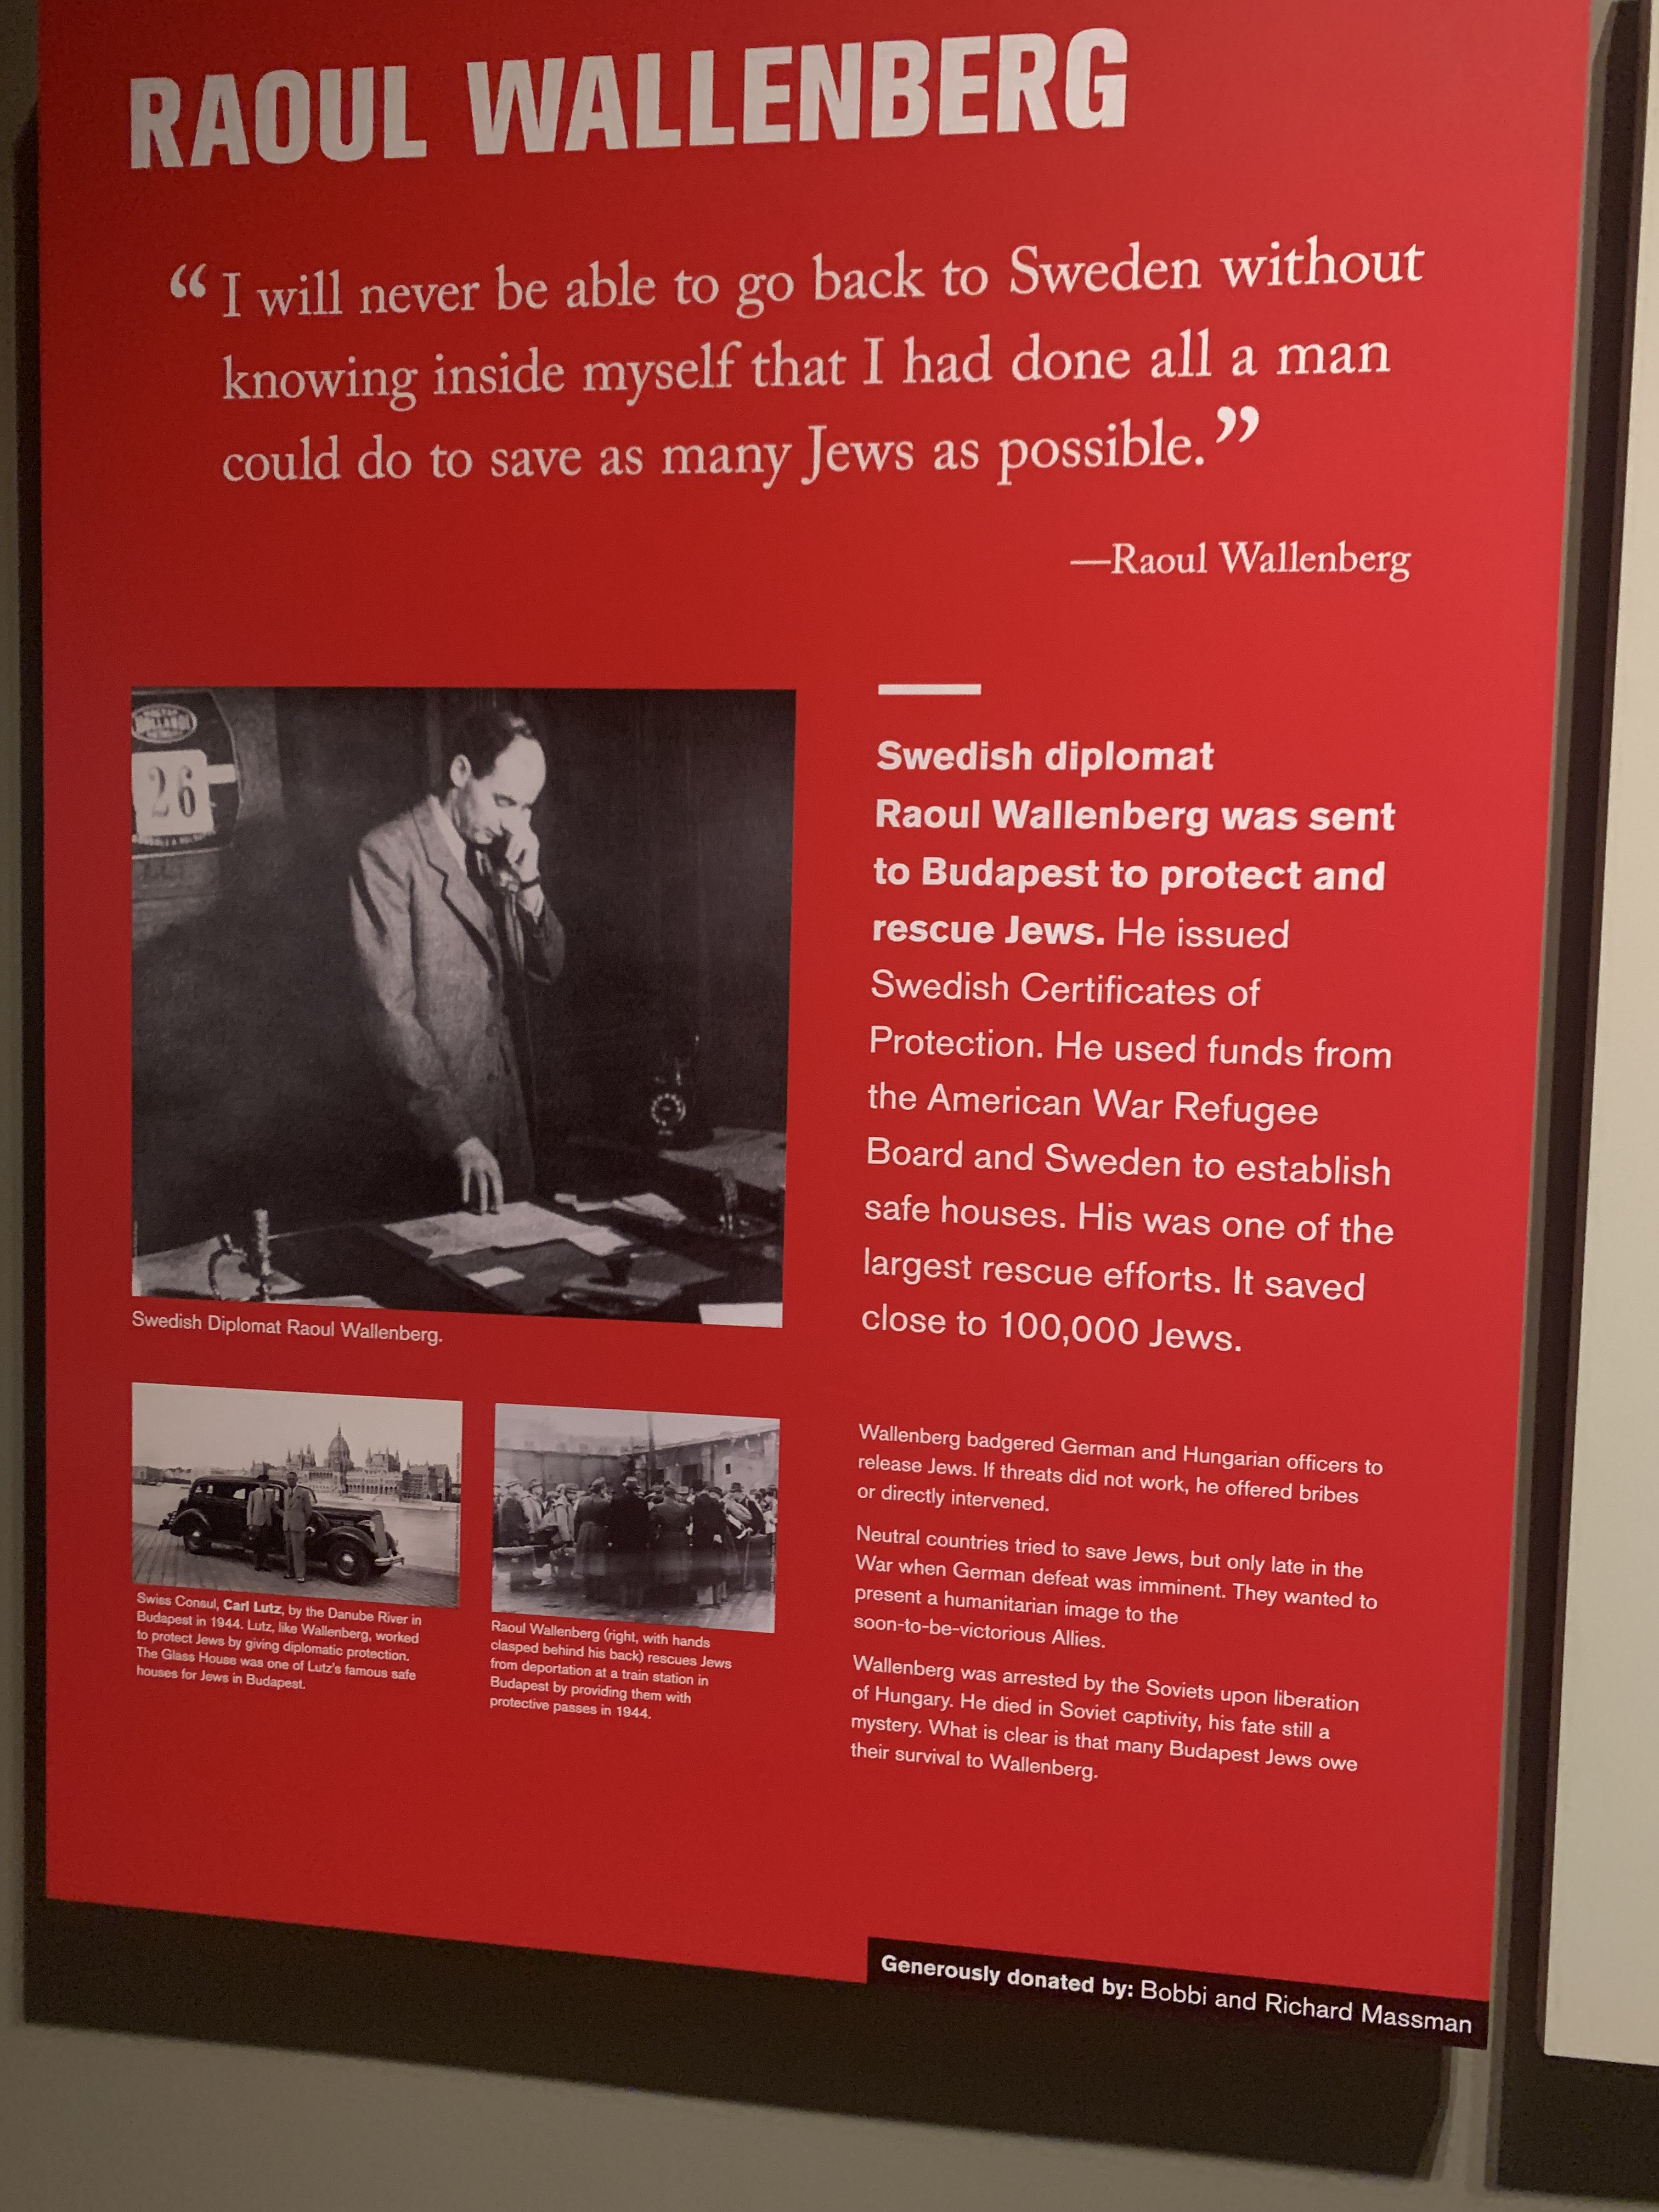 RAOUL WALLENBERG
“I will never be able to go back to Sweden without
knowing inside myself that I had done all a man
could do to save as many Jews as possible.”
—Raoul Wallenberg
26
Swedish Diplomat Raoul Wallenberg.
Swiss Consul, Carl Lutz, by the Danube River in
Budapest in 1944. Lutz, like Wallenberg, worked
to protect Jews by giving diplomatic protection.
The Glass House was one of Lutz's famous safe
houses for Jews in Budapest.
Raoul Wallenberg (right, with hands
clasped behind his back) rescues Jews
from deportation at a train station in
Budapest by providing them with
protective passes in 1944.
Swedish diplomat
Raoul Wallenberg was sent
to Budapest to protect and
rescue Jews. He issued
Swedish Certificates of
Protection. He used funds from
the American War Refugee
Board and Sweden to establish
safe houses. His was one of the
largest rescue efforts. It saved
close to 100,000 Jews.
Wallenberg badgered German and Hungarian officers to
release Jews. If threats did not work, he offered bribes
or directly intervened.
Neutral countries tried to save Jews, but only late in the
War when German defeat was imminent. They wanted to
present a humanitarian image to the
soon-to-be-victorious Allies.
Wallenberg was arrested by the Soviets upon liberation
of Hungary. He died in Soviet captivity, his fate still a
mystery. What is clear is that many Budapest Jews owe
their survival to Wallenberg.
Generously donated by: Bobbi and Richard Massman